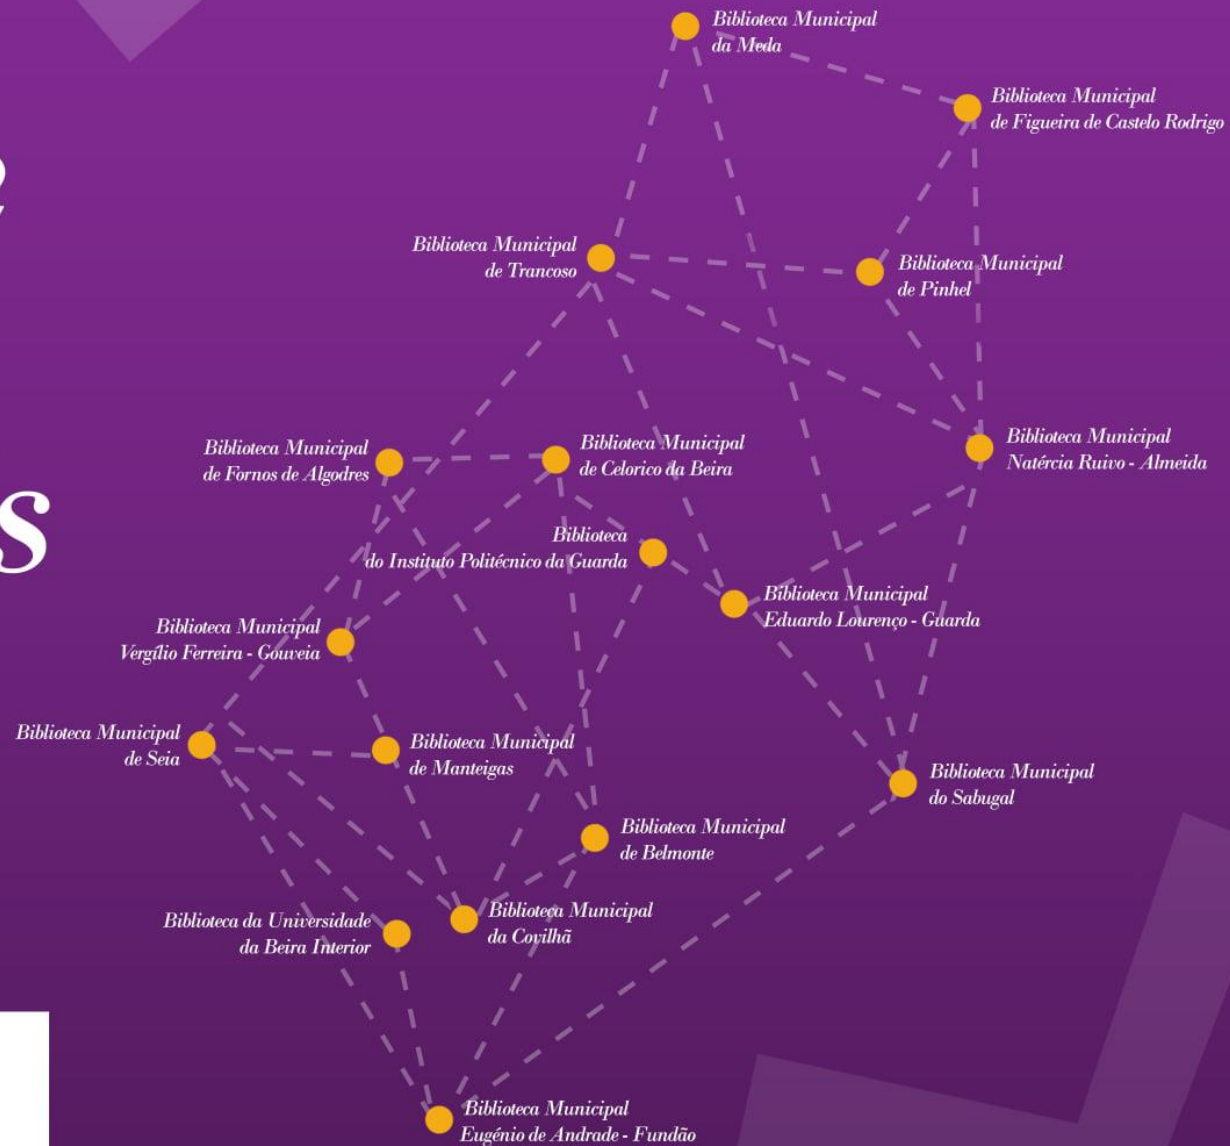 Biblioteca Municipal
da Meda
Biblioteca Municipal
de Figueira de Castelo Rodrigo
Biblioteca Municipal
de Trancoso
Biblioteca Municipal
de Pinhel
Biblioteca Municipal
Natércia Ruivo - Almeida
Biblioteca Municipal
de Fornos de Algodres
Biblioteca Municipal
de Celorico da Beira
Biblioteca
do Instituto Politécnico da Guarda
Biblioteca Municipal
Eduardo Lourenço - Guarda
Biblioteca Municipal
Vergílio Ferreira - Gouveia
Biblioteca Municipal
de Seia
Biblioteca Municipal
de Manteigas
Biblioteca Municipal
do Sabugal
Biblioteca Municipal
de Belmonte
Biblioteca da Universidade
da Beira Interior
Biblioteca Municipal
da Covilhã
Biblioteca Municipal
Eugénio de Andrade - Fundão